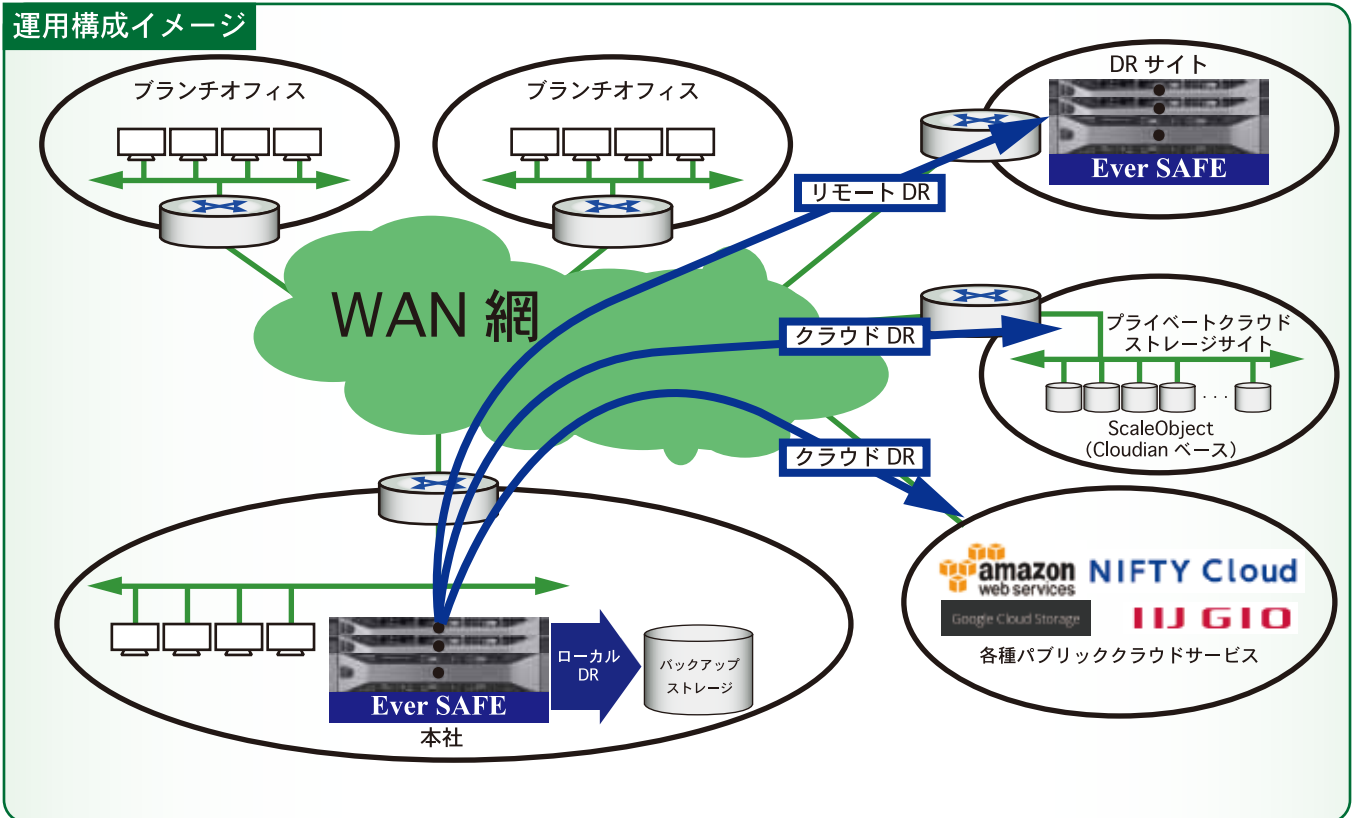 運用構成イメージ
ブランチオフィス
ブランチオフィス
DR サイト
Ever SAFE
リモート DR
WAN 網
クラウド DR
プライベートクラウド
ストレージサイト
. . .
ScaleObject
(Cloudian ベース)
クラウド DR
amazon
web services
NIFTY Cloud
Google Cloud Storage
IIJ GIO
各種パブリッククラウドサービス
Ever SAFE
本社
ローカル
DR
バックアップ
ストレージ